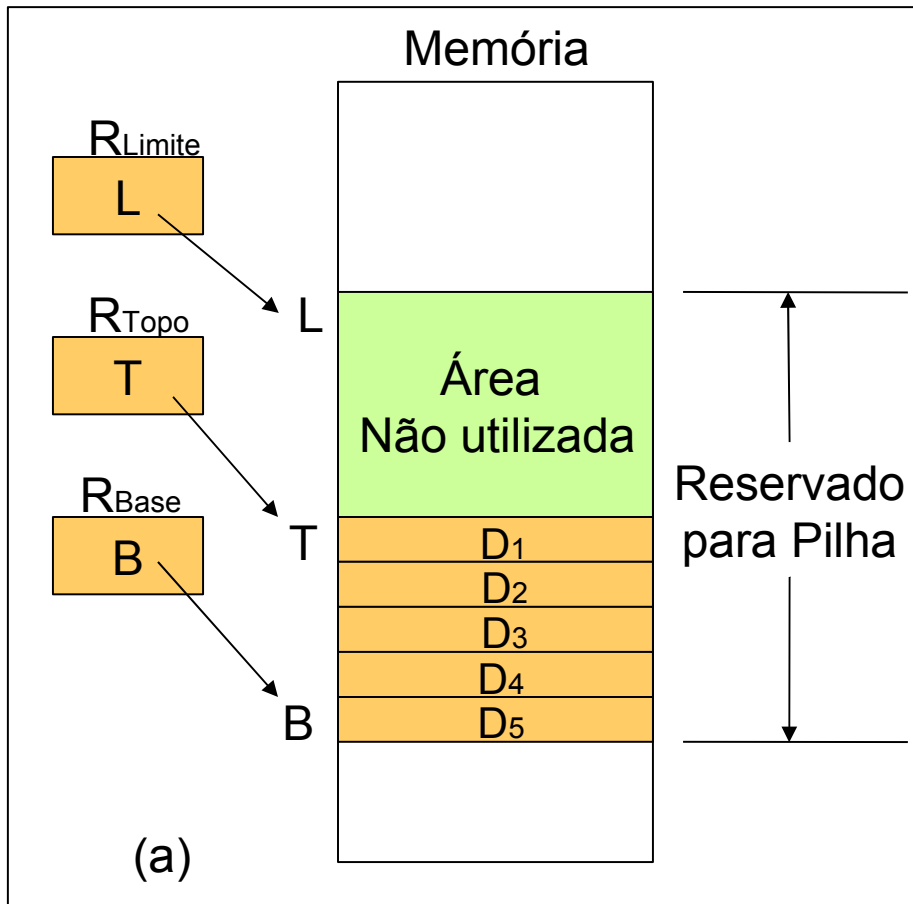 Memória
RLimite
L
L
RTopo
T
Área
Não utilizada
RBase
B
T
D1
D2
D3
D4
B
D5
Reservado
para Pilha
(a)